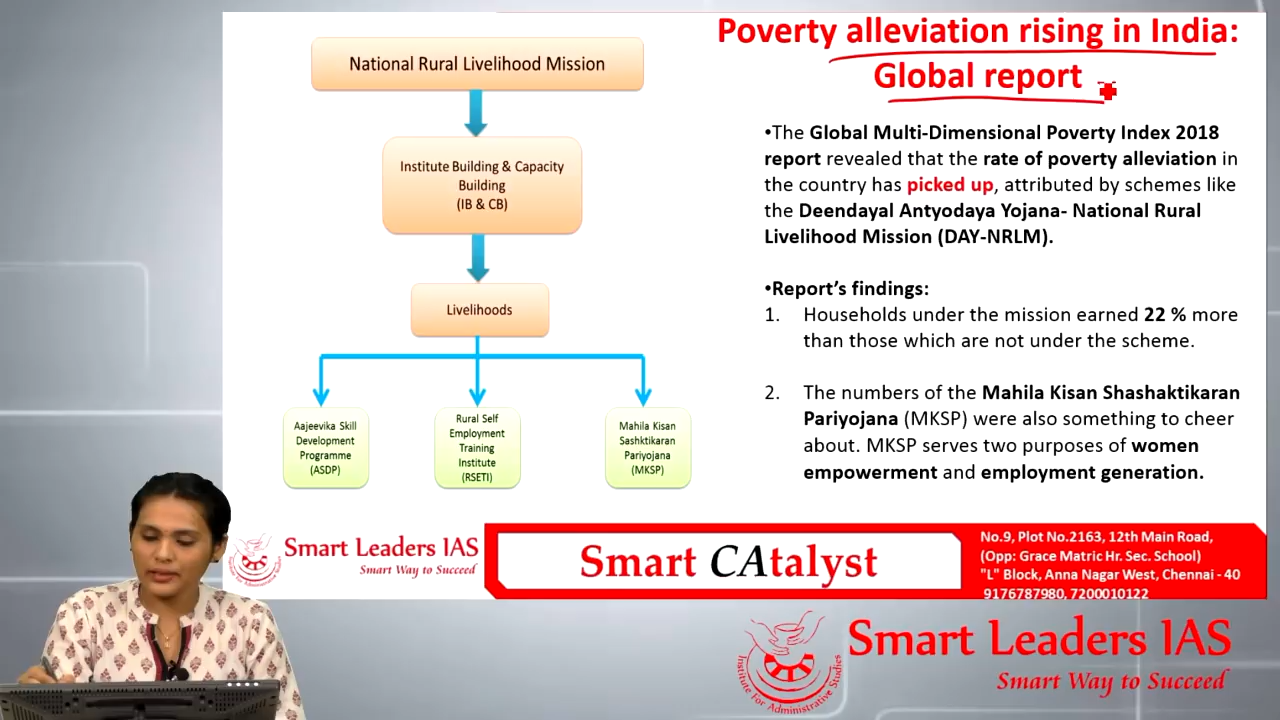 Poverty alleviation rising in India:
Global report
National Rural Livelihood Mission
Institute Building & Capacity
Building
(IB & CB)
Livelihoods
Aajeevika Skill
Development
Programme
(ASDP)
Rural Self
Employment
Training
Institute
(RSETI)
Mahila Kisan
Sashktikaran
Pariyojana
(MKSP)
•The Global Multi-Dimensional Poverty Index 2018
report revealed that the rate of poverty alleviation in
the country has picked up, attributed by schemes like
the Deendayal Antyodaya Yojana- National Rural
Livelihood Mission (DAY-NRLM).
•Report's findings:
1. Households under the mission earned 22 % more
than those which are not under the scheme.
2. The numbers of the Mahila Kisan Shashaktikaran
Pariyojana (MKSP) were also something to cheer
about. MKSP serves two purposes of women
empowerment and employment generation.
Smart Leaders IAS
Smart Way to Succeed
Smart CAtalyst
No.9, Plot No.2163, 12th Main Road,
(Opp: Grace Matric Hr. Sec. School)
"L" Block, Anna Nagar West, Chennai - 40
9176787980, 7200010122
Institute For Administrative Studies
Smart Leaders IAS
Smart Way to Succeed